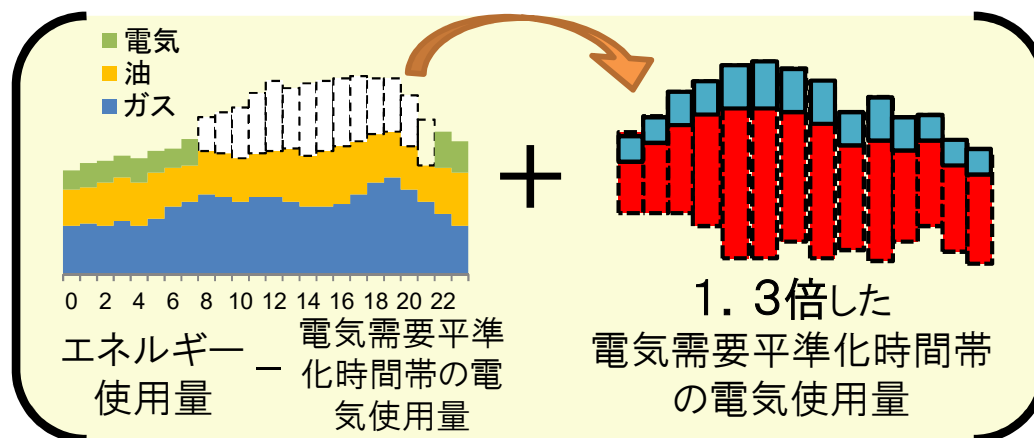 電気
油
ガス
0 2 4 6 8 10 12 14 16 18 20 22
エネルギー
使用量
－
電気需要平準
化時間帯の電
気使用量
＋
１．３倍した
電気需要平準化時間帯
の電気使用量